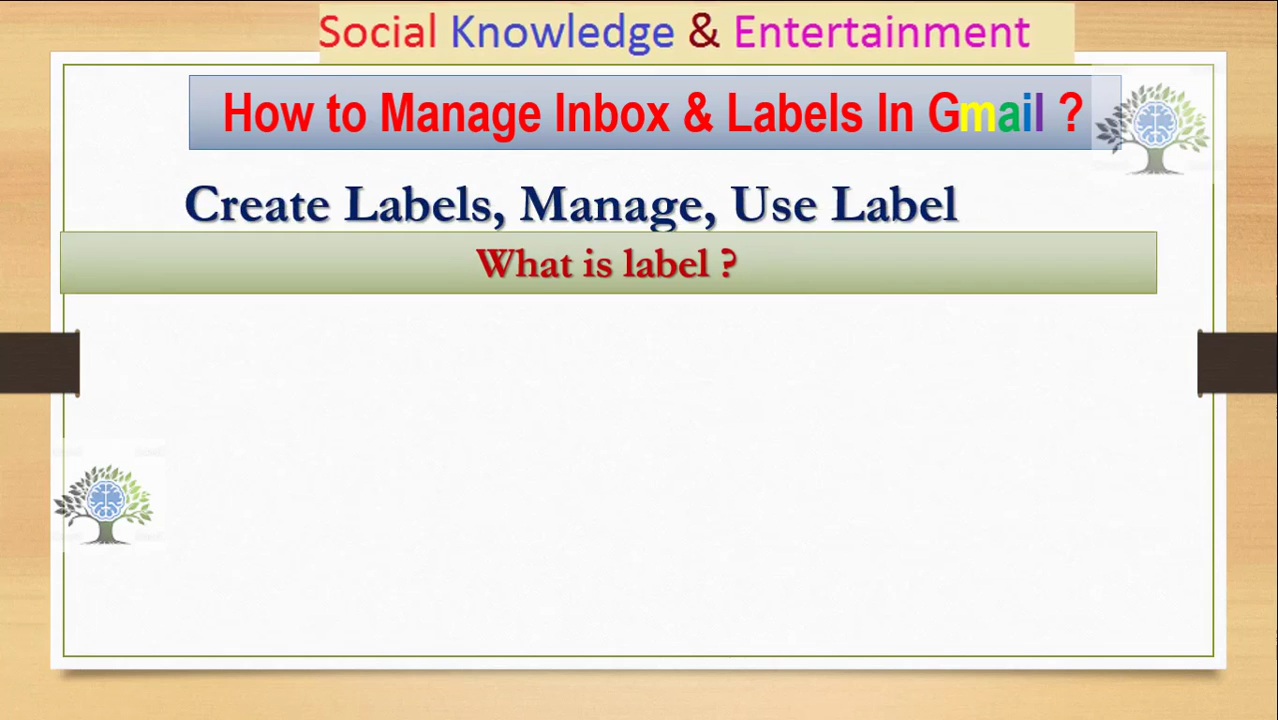 Social Knowledge & Entertainment
How to Manage Inbox & Labels In Gmail ?
Create Labels, Manage, Use Label
What is label ?